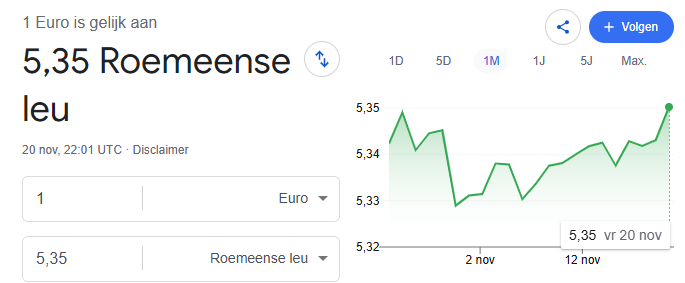 1 Euro is gelijk aan
5,35 Roemeense
leu
20 nov, 22:01 UTC · Disclaimer
1 Euro
5,35 Roemeense leu
+ Volgen
1D 5D 1M 1J 5J Max.
5,35
5,34
5,33
5,32
5,35 vr 20 nov
2 nov 12 nov